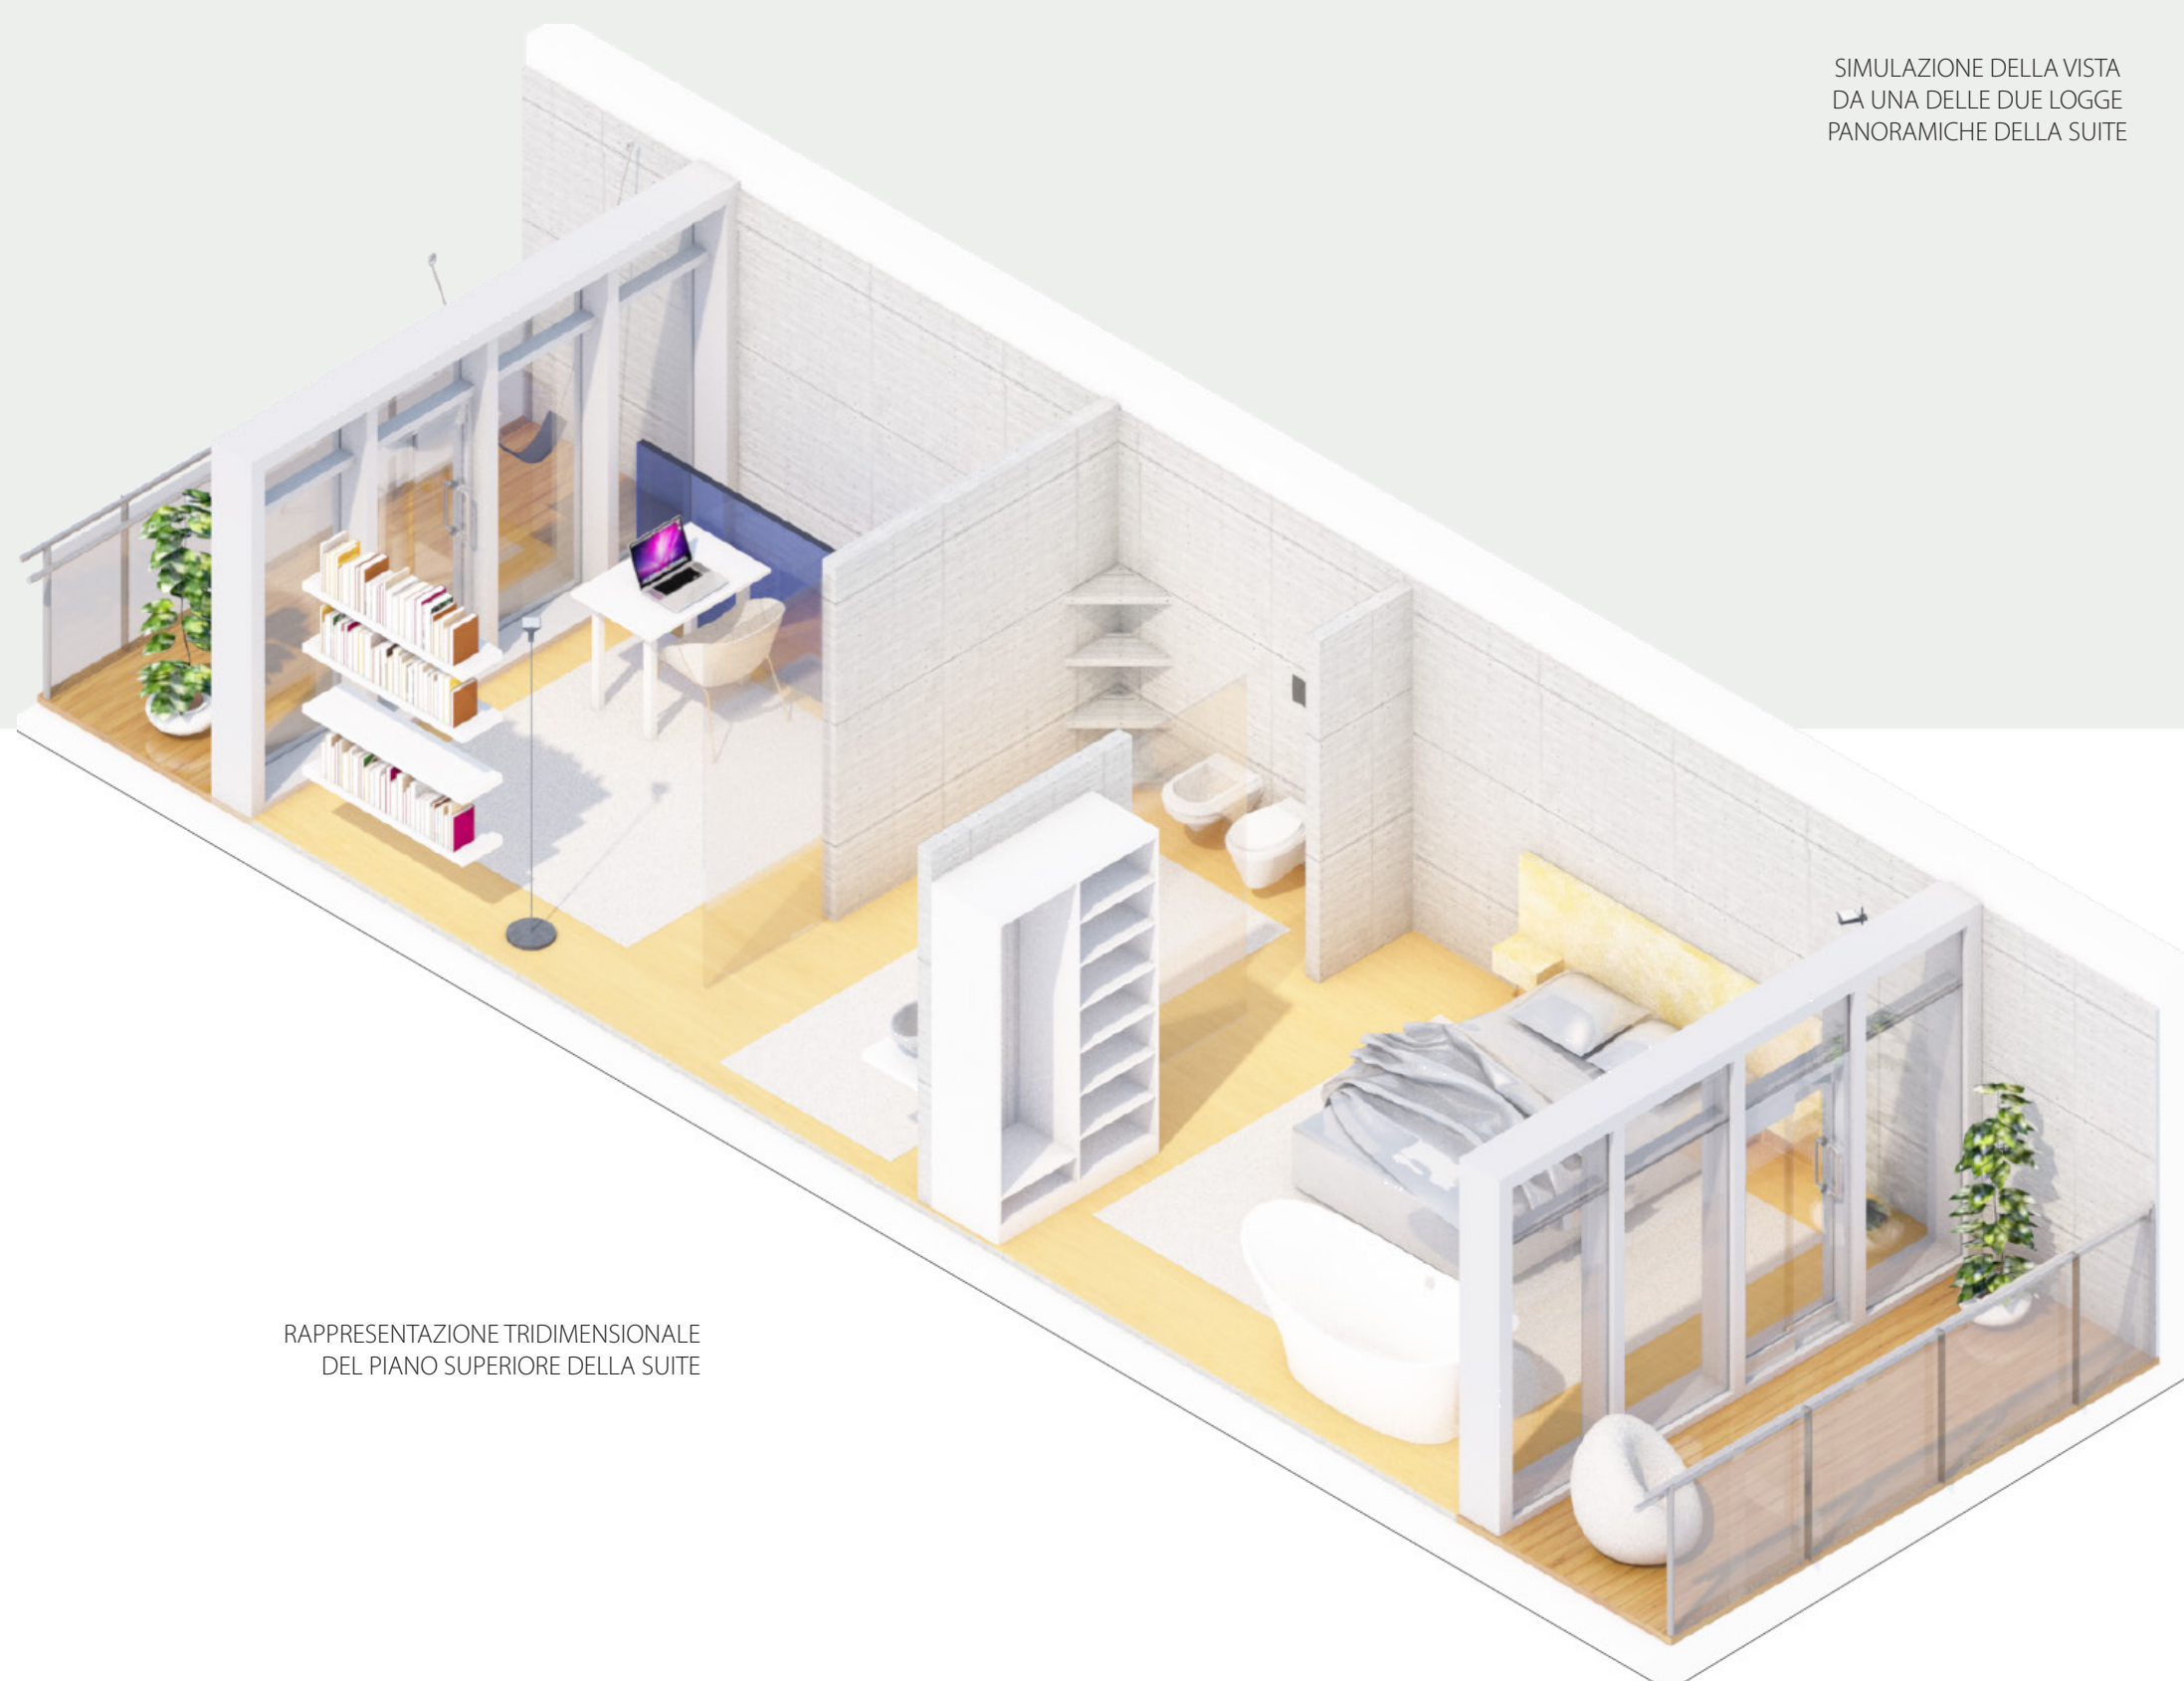 SIMULAZIONE DELLA VISTA
DA UNA DELLE DUE LOGGE
PANORAMICHE DELLA SUITE
RAPPRESENTAZIONE TRIDIMENSIONALE
DEL PIANO SUPERIORE DELLA SUITE